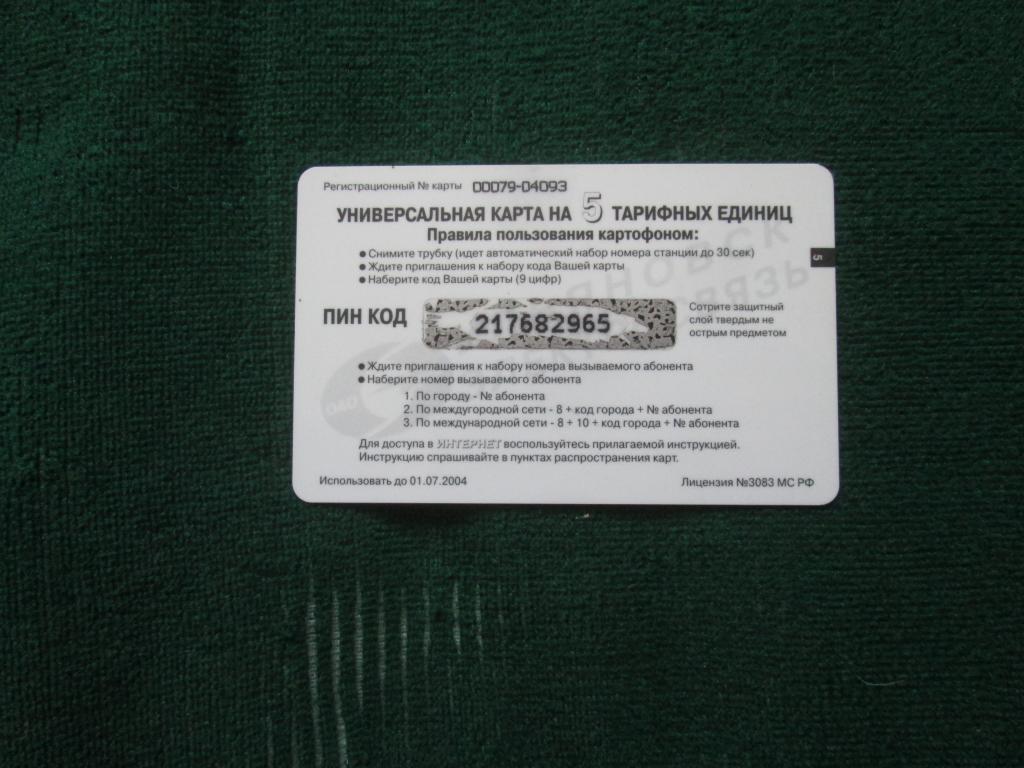 Регистрационный № карты 00079-04093
УНИВЕРСАЛЬНАЯ КАРТА НА 5 ТАРИФНЫХ ЕДИНИЦ
Правила пользования картофоном:
● Снимите трубку (идет автоматический набор номера станции до 30 сек)
● Ждите приглашения к набору кода Вашей карты
● Наберите код Вашей карты (9 цифр)
5
ПИН КОД 217682965
Сотрите защитный
слой твердым не
острым предметом
● Ждите приглашения к набору номера вызываемого абонента
● Наберите номер вызываемого абонента
1. По городу - № абонента
2. По междугородной сети - 8 + код города + № абонента
3. По международной сети - 8 + 10 + код города + № абонента
Для доступа в ИНТЕРНЕТ воспользуйтесь прилагаемой инструкцией.
Инструкцию спрашивайте в пунктах распространения карт.
Использовать до 01.07.2004
Лицензия №3083 МС РФ
ОАО